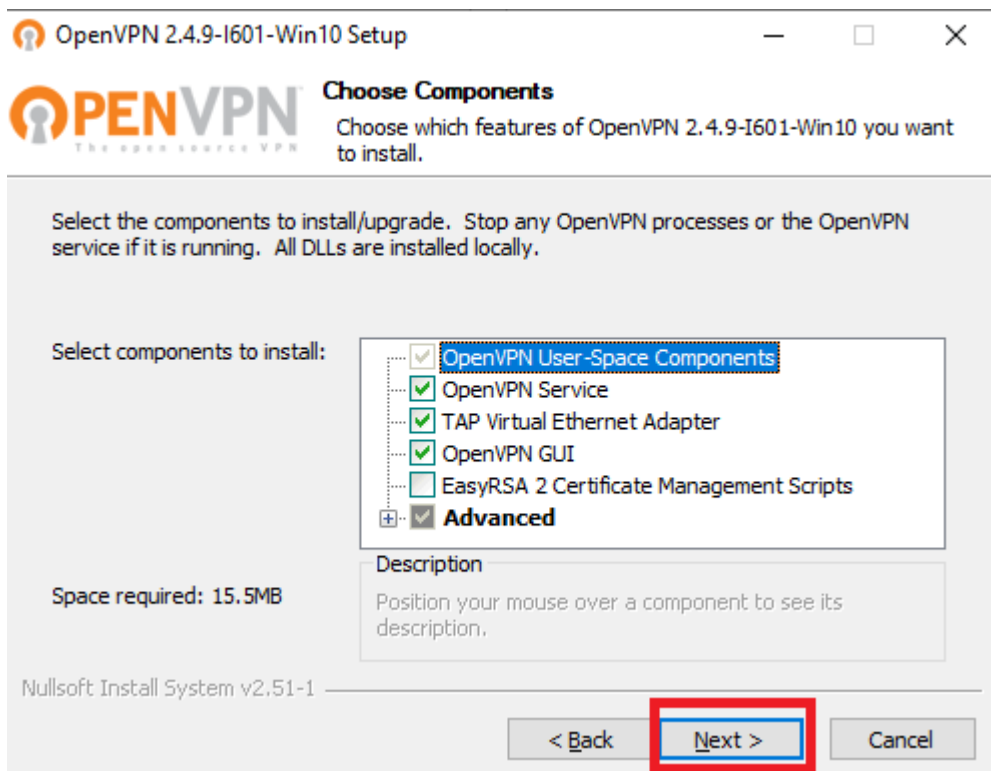 OpenVPN 2.4.9-I601-Win10 Setup
OPENVPN
The open source VPN
Choose Components
Choose which features of OpenVPN 2.4.9-I601-Win10 you want
to install.
Select the components to install/upgrade. Stop any OpenVPN processes or the OpenVPN
service if it is running. All DLLs are installed locally.
Select components to install:
OpenVPN User-Space Components
OpenVPN Service
TAP Virtual Ethernet Adapter
OpenVPN GUI
EasyRSA 2 Certificate Management Scripts
Advanced
Space required: 15.5MB
Description
Position your mouse over a component to see its
description.
Nullsoft Install System v2.51-1
< Back
Next >
Cancel